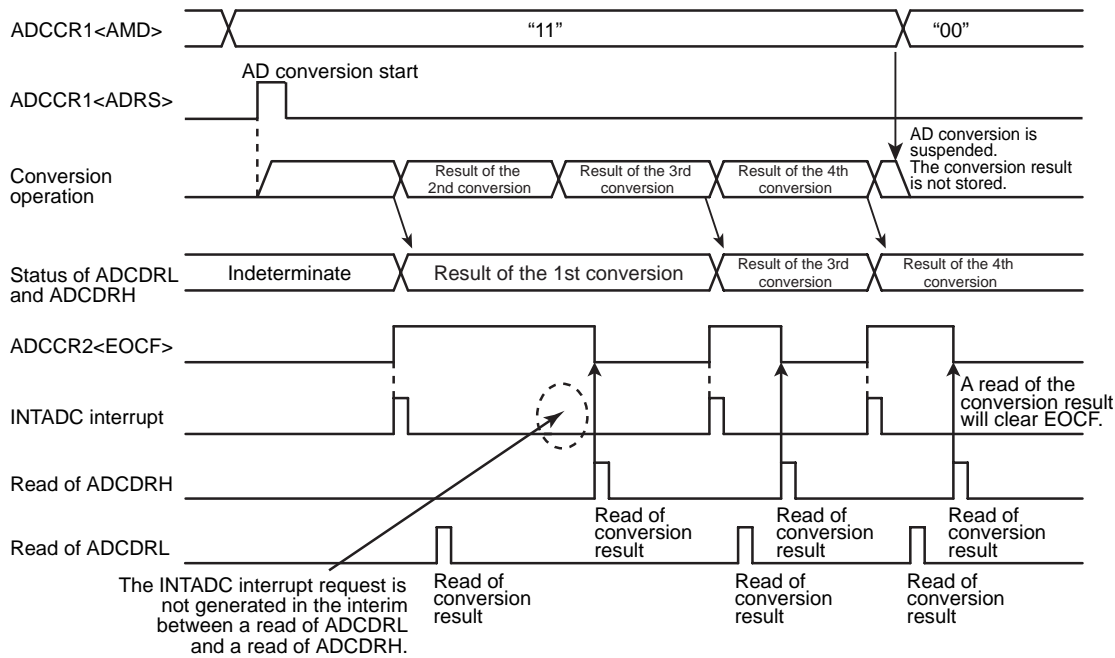 ADCCR1<AMD>
"11"
"00"
AD conversion start
ADCCR1<ADRS>
AD conversion is
suspended.
The conversion result
is not stored.
Conversion
operation
Result of the
2nd conversion
Result of the 3rd
conversion
Result of the 4th
conversion
Status of ADCDRL
and ADCDRH
Indeterminate
Result of the 1st conversion
Result of the 3rd
conversion
Result of the 4th
conversion
ADCCR2<EOCF>
A read of the
conversion result
will clear EOCF.
INTADC interrupt
Read of ADCDRH
Read of
conversion
result
Read of
conversion
result
Read of
conversion
result
Read of ADCDRL
The INTADC interrupt request is
not generated in the interim
between a read of ADCDRL
and a read of ADCDRH.
Read of
conversion
result
Read of
conversion
result
Read of
conversion
result